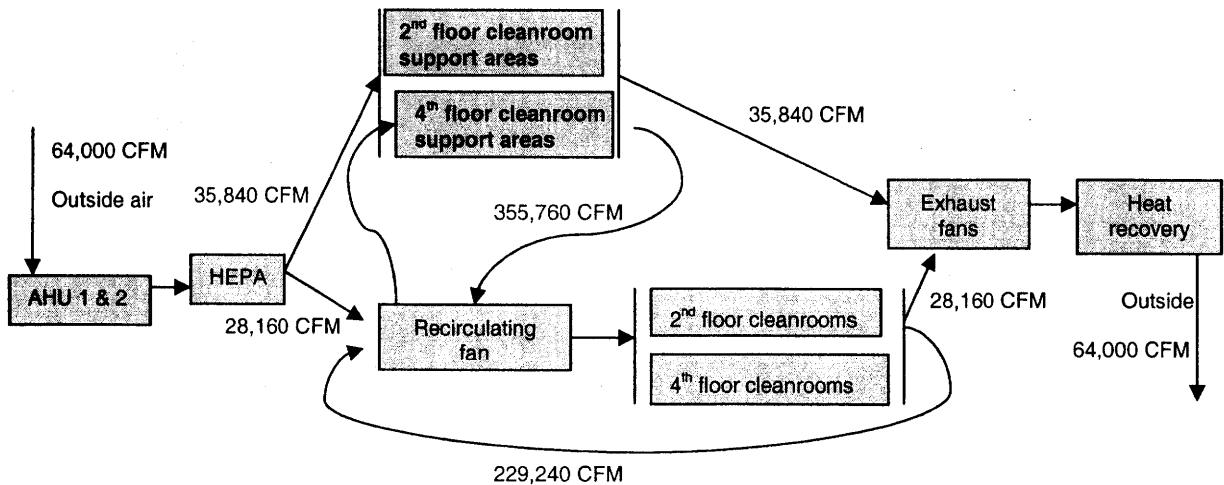 2nd floor cleanroom
support areas
4th floor cleanroom
support areas
64,000 CFM
Outside air
35,840 CFM
35,840 CFM
355,760 CFM
Exhaust
fans
Heat
recovery
AHU 1 & 2
HEPA
28,160 CFM
Recirculating
fan
2nd floor cleanrooms
4th floor cleanrooms
28,160 CFM
Outside
64,000 CFM
229,240 CFM